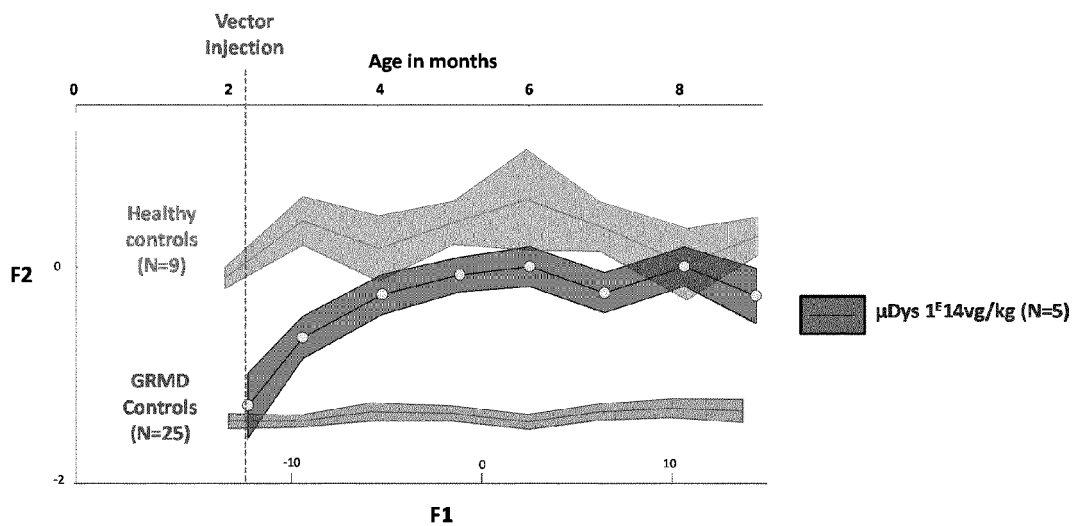 Vector
Injection
Age in months
0 2 4 6 8
Healthy
controls
(N=9)
0
F2
µDys 1ᴱ14vg/kg (N=5)
GRMD
Controls
(N=25)
-10 0 10
-2
F1